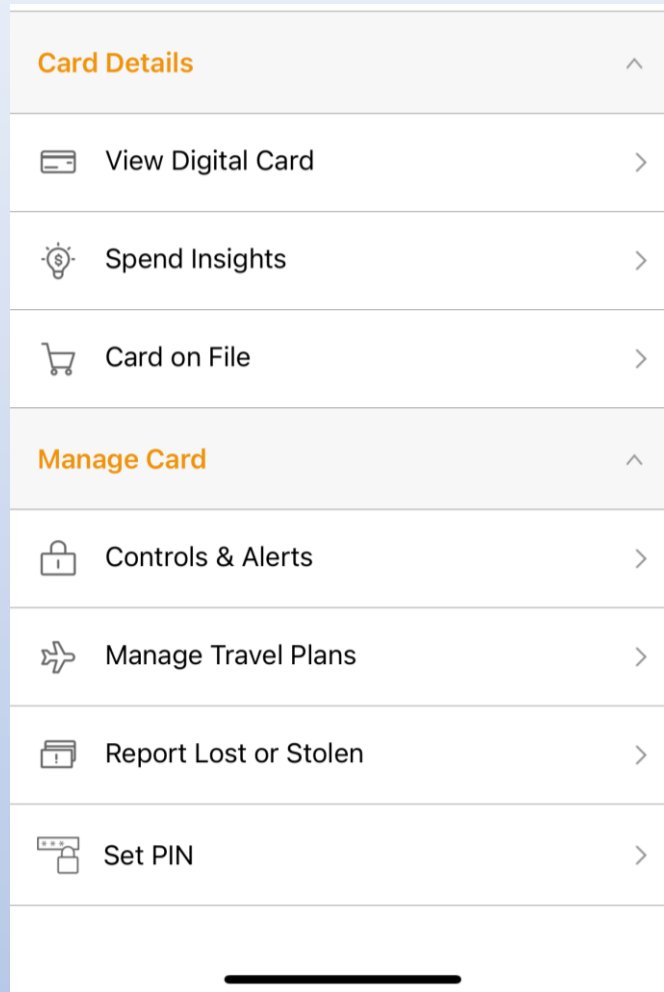 Card Details
View Digital Card
Spend Insights
Card on File
Manage Card
Controls & Alerts
Manage Travel Plans
Report Lost or Stolen
Set PIN